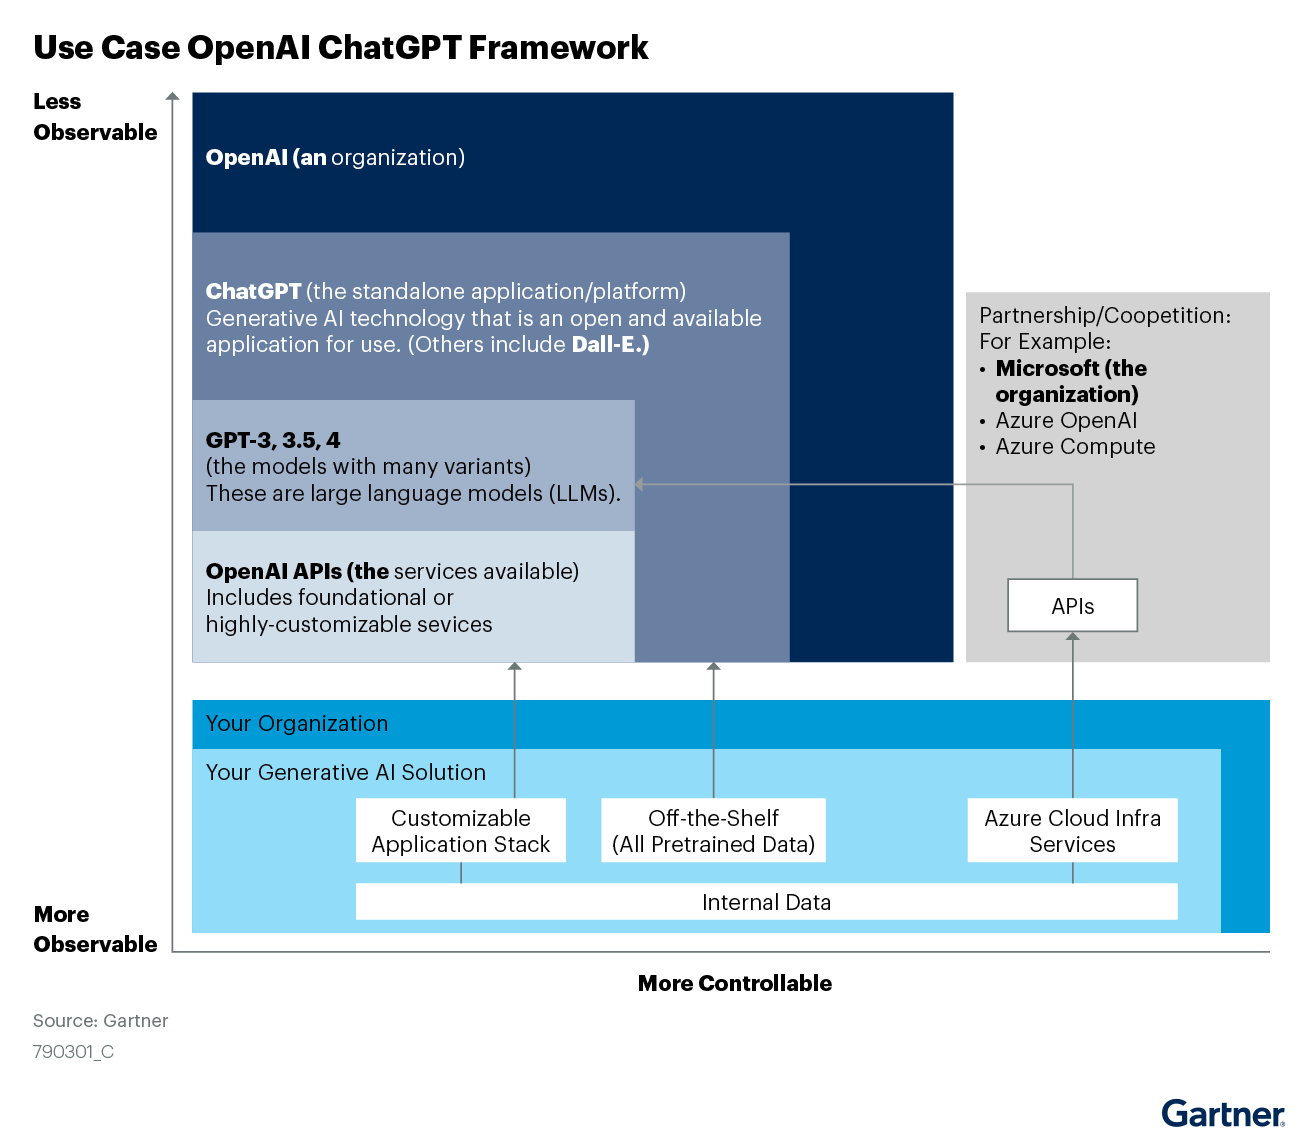 Use Case OpenAI ChatGPT Framework
Less
Observable
OpenAI (an organization)
ChatGPT (the standalone application/platform)
Generative AI technology that is an open and available
application for use. (Others include Dall-E.)
GPT-3, 3.5, 4
(the models with many variants)
These are large language models (LLMs).
OpenAI APIs (the services available)
Includes foundational or
highly-customizable sevices
Partnership/Coopetition:
For Example:
• Microsoft (the
organization)
• Azure OpenAI
• Azure Compute
APIs
Your Organization
Your Generative AI Solution
Customizable
Application Stack
Off-the-Shelf
(All Pretrained Data)
Azure Cloud Infra
Services
Internal Data
More
Observable
More Controllable
Source: Gartner
790301_C
Gartner®